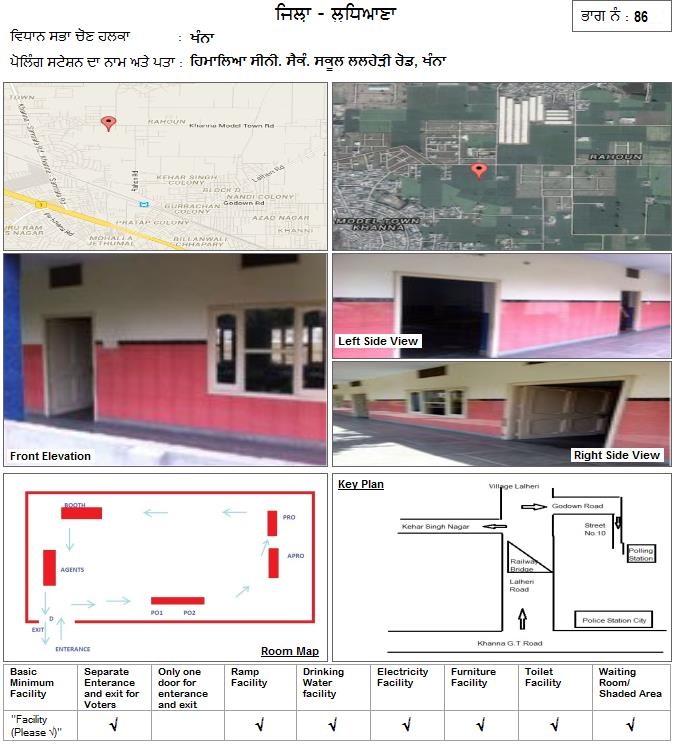 ਜਿਲ੍ਹਾ - ਲੁਧਿਆਣਾ
ਭਾਗ ਨੰ : 86
ਵਿਧਾਨ ਸਭਾ ਚੋਣ ਹਲਕਾ : ਖੰਨਾ
ਪੋਲਿੰਗ ਸਟੇਸ਼ਨ ਦਾ ਨਾਮ ਅਤੇ ਪਤਾ : ਹਿਮਾਲਿਆ ਸੀਨੀ. ਸੈਕੰ. ਸਕੂਲ ਲਲਹੇੜੀ ਰੋਡ, ਖੰਨਾ
TOWN
RAHOUN
Khanna Model Town Rd
Lalheri Rd
KEHAR SINGH
COLONY
BLOCK D
NANDI COLONY
GURBACHAN
COLONY
Godown Rd
AZAD NAGAR
PRATAP COLONY
KHANNI
MOHALLA
JETHUMAL
BILLANWALI
CHHAPARY
URU RAM
S NAGAR
1
RAHOUN
MODEL TOWN
KHANNA
Front Elevation
Left Side View
Right Side View
BOOTH
PRO
APRO
AGENTS
PO1 PO2
D
EXIT
ENTERANCE
Room Map
Key Plan
Village Lalheri
Godown Road
Kehar Singh Nagar
Street
No.10
Polling
Station
Railway
Bridge
Lalheri
Road
Police Station City
Khanna G.T Road
Basic Minimum Facility
Separate Enterance and exit for Voters
Only one door for enterance and exit
Ramp Facility
Drinking Water facility
Electricity Facility
Furniture Facility
Toilet Facility
Waiting Room/ Shaded Area
"Facility (Please √)" √ √ √ √ √ √ √